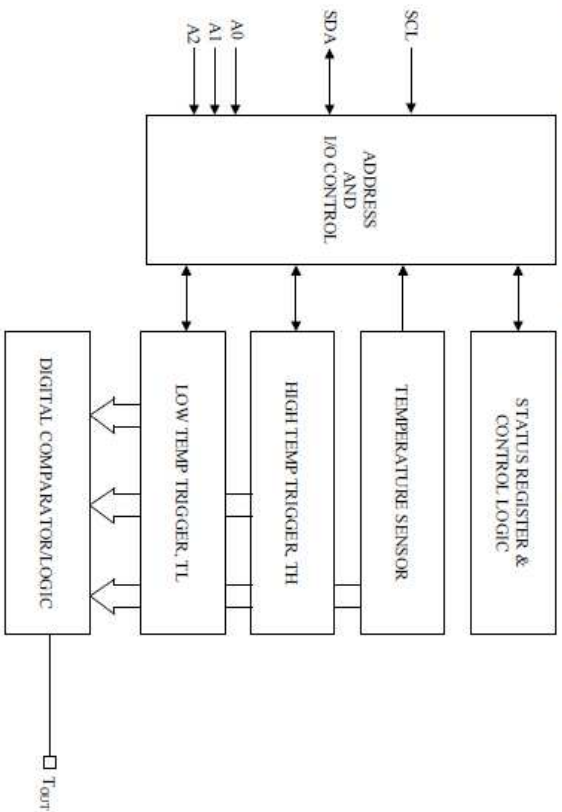 SCL
SDA
A0
A1
A2
ADDRESS
AND
I/O CONTROL
STATUS REGISTER &
CONTROL LOGIC
TEMPERATURE SENSOR
HIGH TEMP TRIGGER, TH
LOW TEMP TRIGGER, TL
DIGITAL COMPARATOR/LOGIC
TOUT